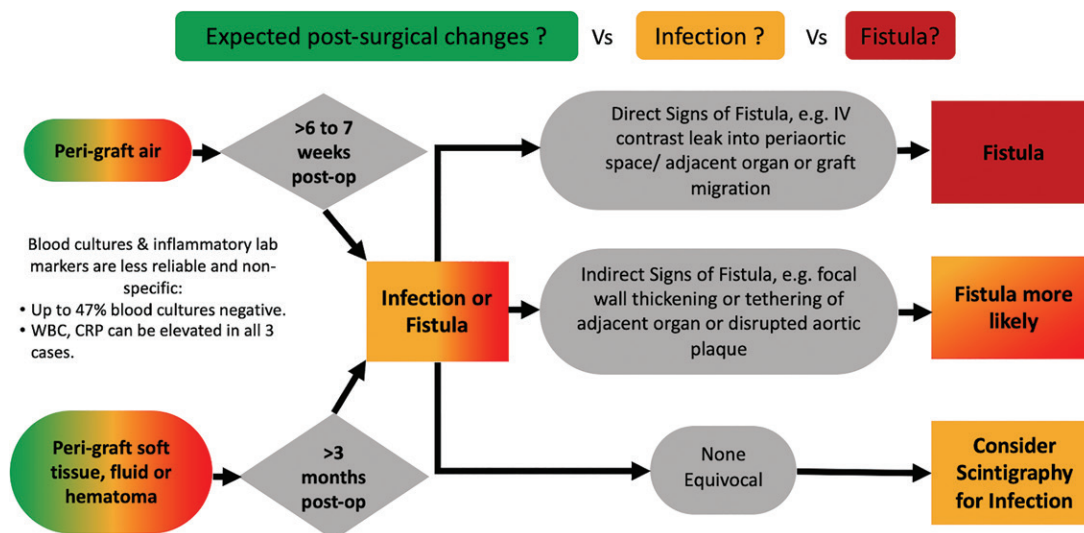 Expected post-surgical changes ?
Vs
Infection ?
Vs
Fistula?
Peri-graft air
>6 to 7
weeks
post-op
Direct Signs of Fistula, e.g. IV
contrast leak into periaortic
space/ adjacent organ or graft
migration
Fistula
Blood cultures & inflammatory lab
markers are less reliable and non-
specific:
• Up to 47% blood cultures negative.
• WBC, CRP can be elevated in all 3
cases.
Infection or
Fistula
Indirect Signs of Fistula, e.g. focal
wall thickening or tethering of
adjacent organ or disrupted aortic
plaque
Fistula more
likely
Peri-graft soft
tissue, fluid or
hematoma
>3
months
post-op
None
Equivocal
Consider
Scintigraphy
for Infection